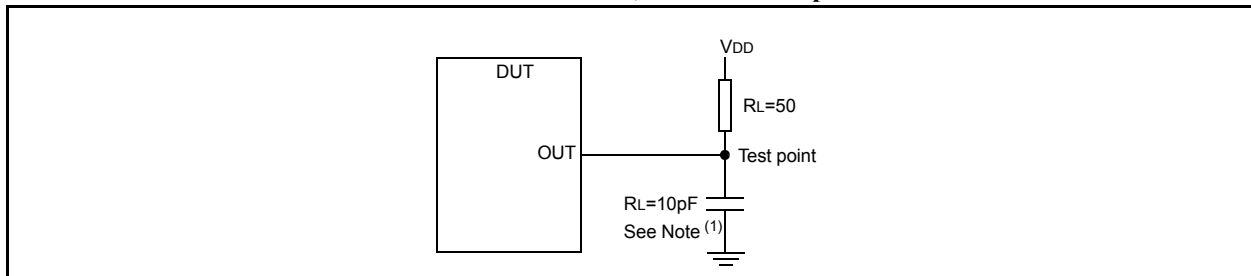 VDD
DUT
RL=50
OUT
Test point
RL=10pF
See Note (1)